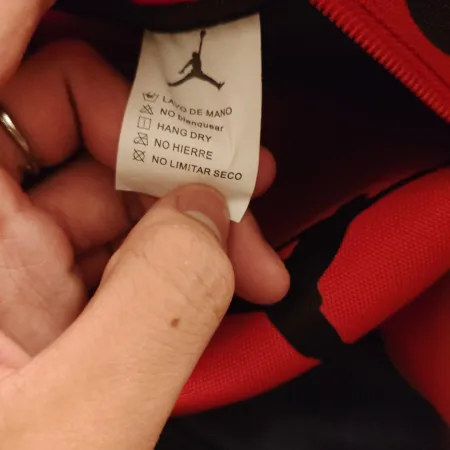 LAVO DE MANO
NO blanquear
HANG DRY
NO HIERRE
NO LIMITAR SECO